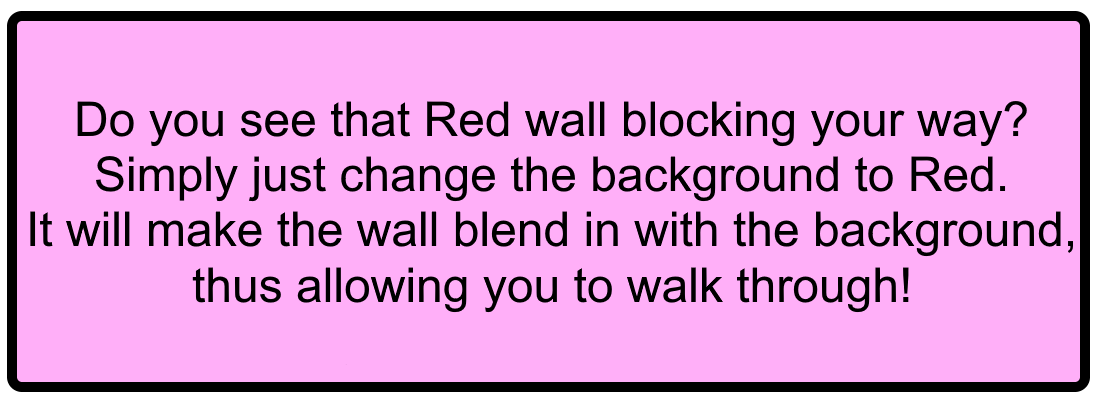 Do you see that Red wall blocking your way?
Simply just change the background to Red.
It will make the wall blend in with the background,
thus allowing you to walk through!